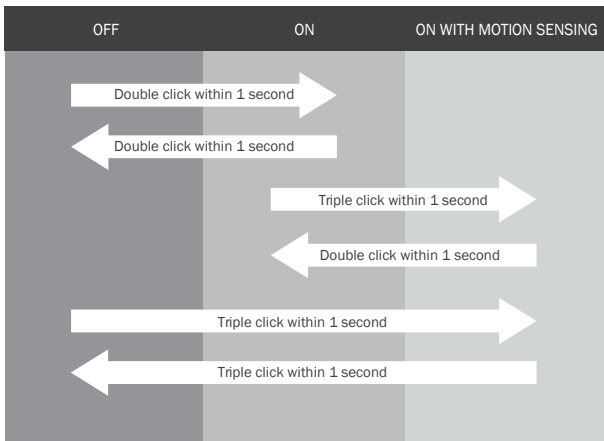 OFF ON ON WITH MOTION SENSING
Double click within 1 second
Double click within 1 second
Triple click within 1 second
Double click within 1 second
Triple click within 1 second
Triple click within 1 second